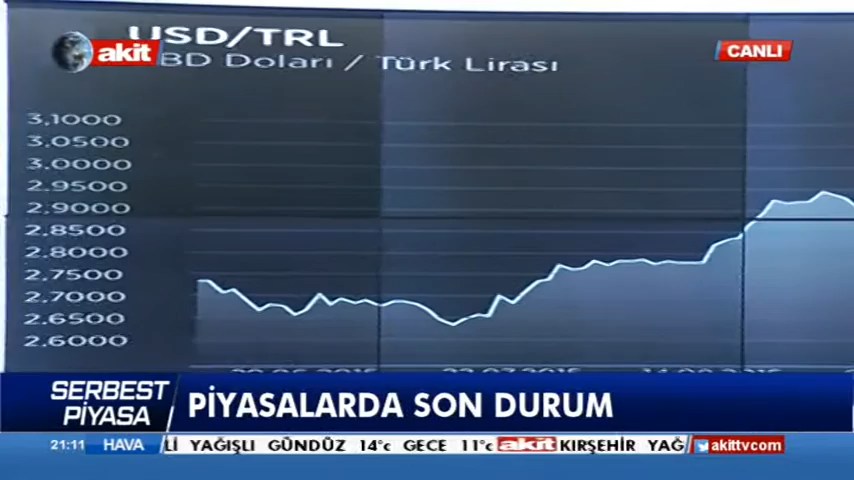 USD/TRL
akit
CANLI
BD Doları / Türk Lirası
3,1000
3.0500
3.0000
2.9500
2.9000
2.8500
2.8000
2.7500
2.7000
2.6500
2.6000
SERBEST PİYASA
PİYASALARDA SON DURUM
21:11 HAVA Lİ YAĞIŞLI GÜNDÜZ 14°c GECE 11°c akit KIRŞEHİR YAĞ akittvcom